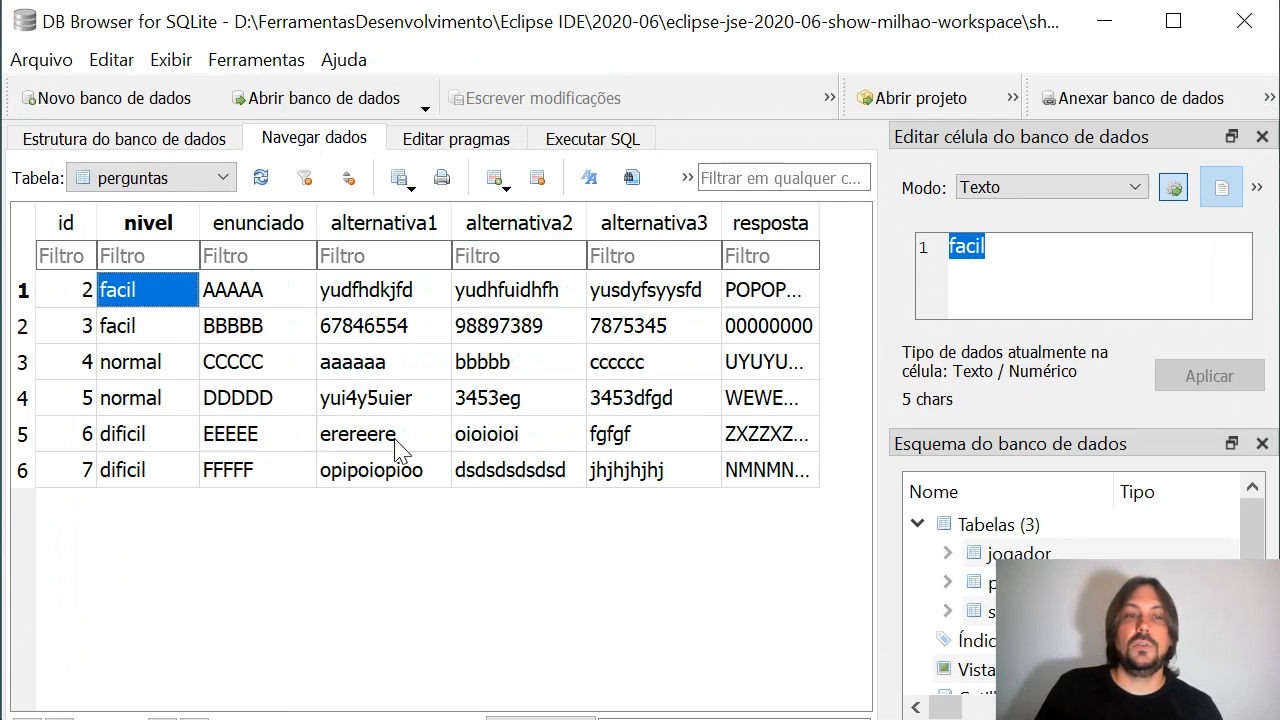 DB Browser for SQLite - D:\FerramentasDesenvolvimento\Eclipse IDE\2020-06\eclipse-jse-2020-06-show-milhao-workspace\sh...
Arquivo Editar Exibir Ferramentas Ajuda
Novo banco de dados Abrir banco de dados Escrever modificações » Abrir projeto » Anexar banco de dados »
Estrutura do banco de dados Navegar dados Editar pragmas Executar SQL
Tabela: perguntas » Filtrar em qualquer c...
id nivel enunciado alternativa1 alternativa2 alternativa3 resposta
Filtro Filtro Filtro Filtro Filtro Filtro Filtro
1 2 facil AAAAA yudfhdkjfd yudhfuidhfh yusdyfsyysfd POPOP...
2 3 facil BBBBB 67846554 98897389 7875345 00000000
3 4 normal CCCCC aaaaaa bbbbb cccccc UYUYU...
4 5 normal DDDDD yui4y5uier 3453eg 3453dfgd WEWE...
5 6 dificil EEEEE erereere oioioioi fgfgf ZXZZXZ...
6 7 dificil FFFFF opipoiopioo dsdsdsdsdsd jhjhjhjhj NMNMN...
Editar célula do banco de dados
Modo: Texto »
1 facil
Tipo de dados atualmente na
célula: Texto / Numérico
5 chars
Aplicar
Esquema do banco de dados
Nome Tipo
Tabelas (3)
jogador
p
s
Índic
Vista